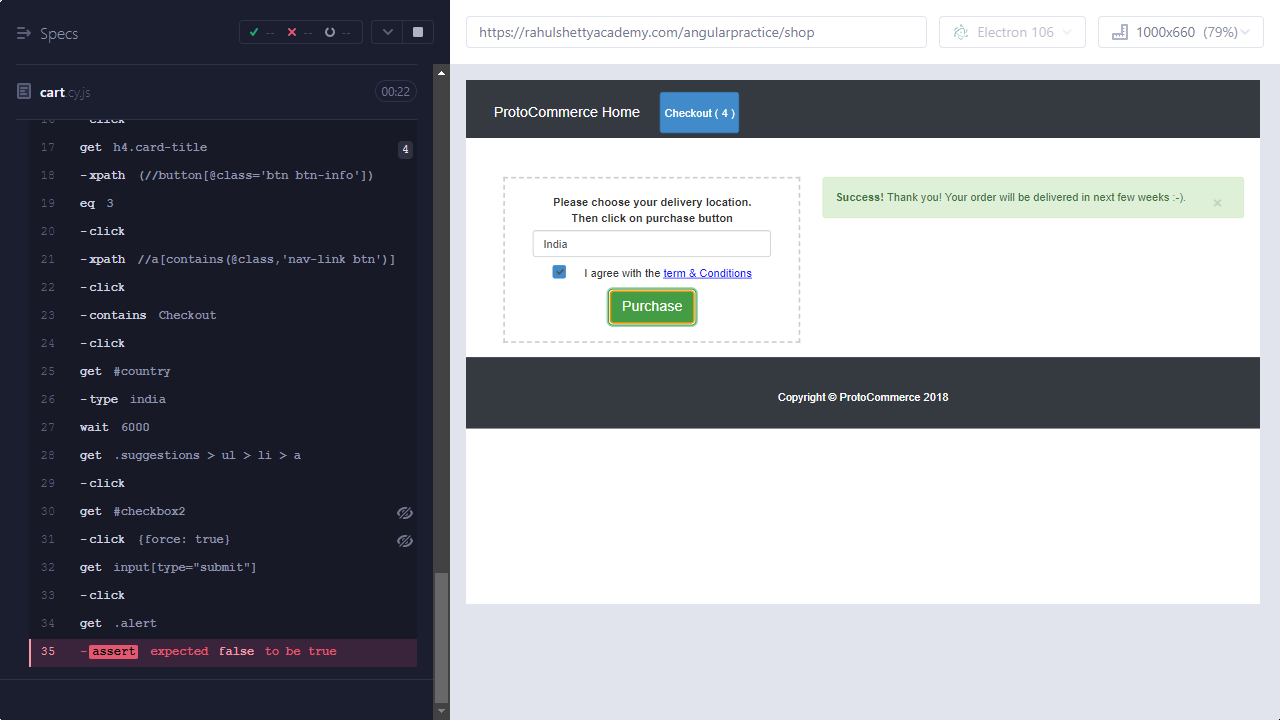 Specs
-- -- --
https://rahulshettyacademy.com/angularpractice/shop
Electron 106
1000x660 (79%)
cart.cy.js
00:22
16 -click
17 get h4.card-title 4
18 -xpath (//button[@class='btn btn-info'])
19 eq 3
20 -click
21 -xpath //a[contains(@class,'nav-link btn')]
22 -click
23 -contains Checkout
24 -click
25 get #country
26 -type india
27 wait 6000
28 get .suggestions > ul > li > a
29 -click
30 get #checkbox2
31 -click {force: true}
32 get input[type="submit"]
33 -click
34 get .alert
35 -assert expected false to be true
ProtoCommerce Home
Checkout ( 4 )
Please choose your delivery location.
Then click on purchase button
India
I agree with the term & Conditions
Purchase
Success! Thank you! Your order will be delivered in next few weeks :-).
×
Copyright © ProtoCommerce 2018